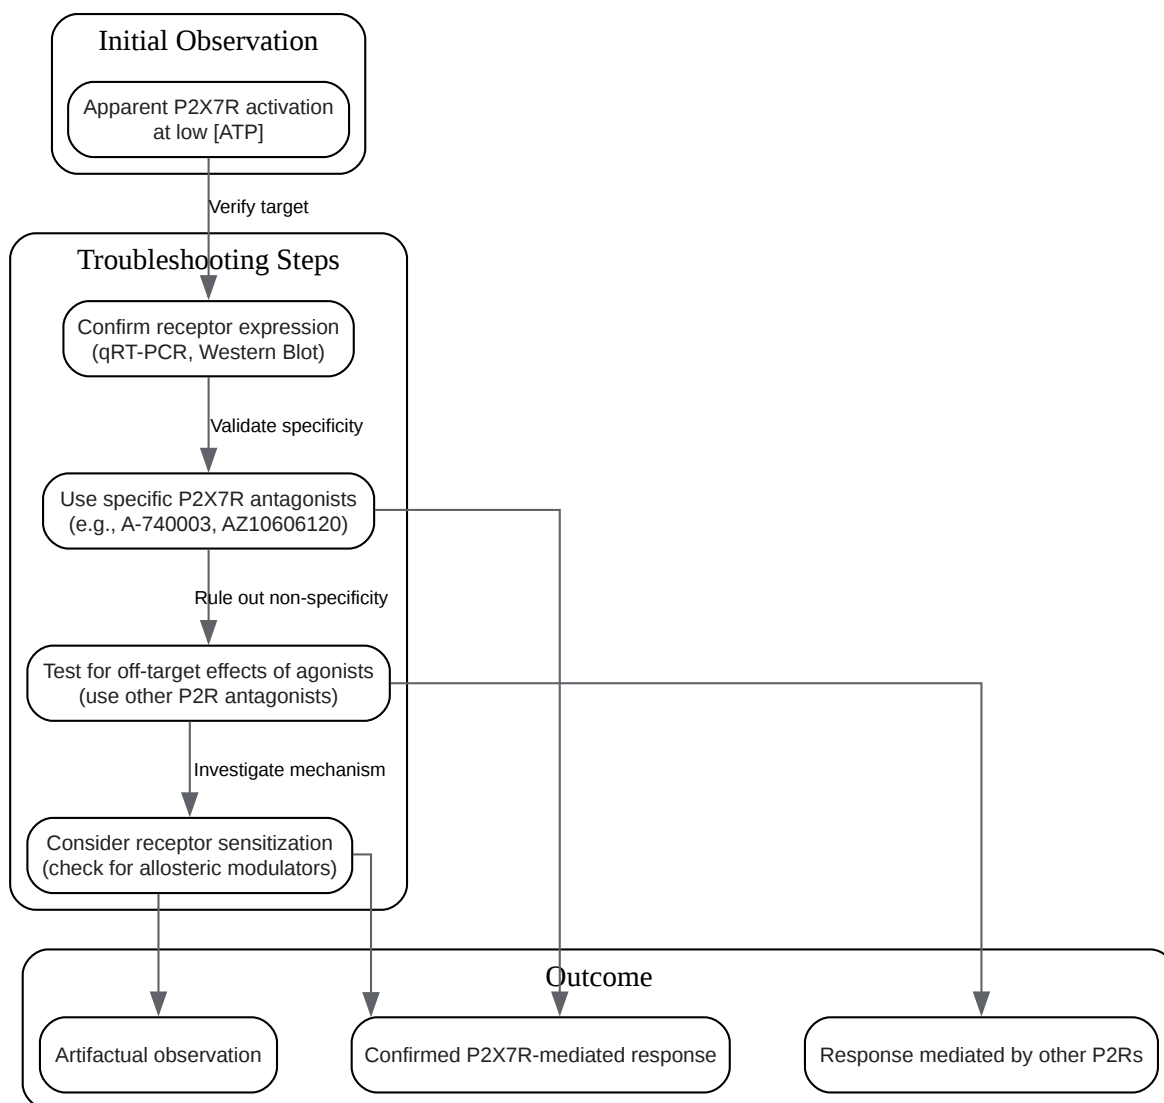 Initial Observation
Apparent P2X7R activation
at low [ATP]
Verify target
Troubleshooting Steps
Confirm receptor expression
(qRT-PCR, Western Blot)
Validate specificity
Use specific P2X7R antagonists
(e.g., A-740003, AZ10606120)
Rule out non-specificity
Test for off-target effects of agonists
(use other P2R antagonists)
Investigate mechanism
Consider receptor sensitization
(check for allosteric modulators)
Outcome
Artifactual observation
Confirmed P2X7R-mediated response
Response mediated by other P2Rs